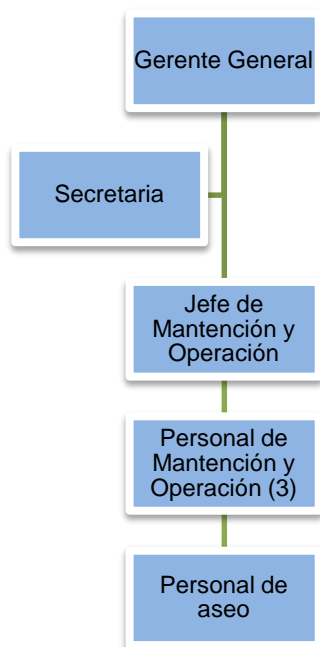 Gerente General
Secretaria
Jefe de
Mantención y
Operación
Personal de
Mantención y
Operación (3)
Personal de
aseo